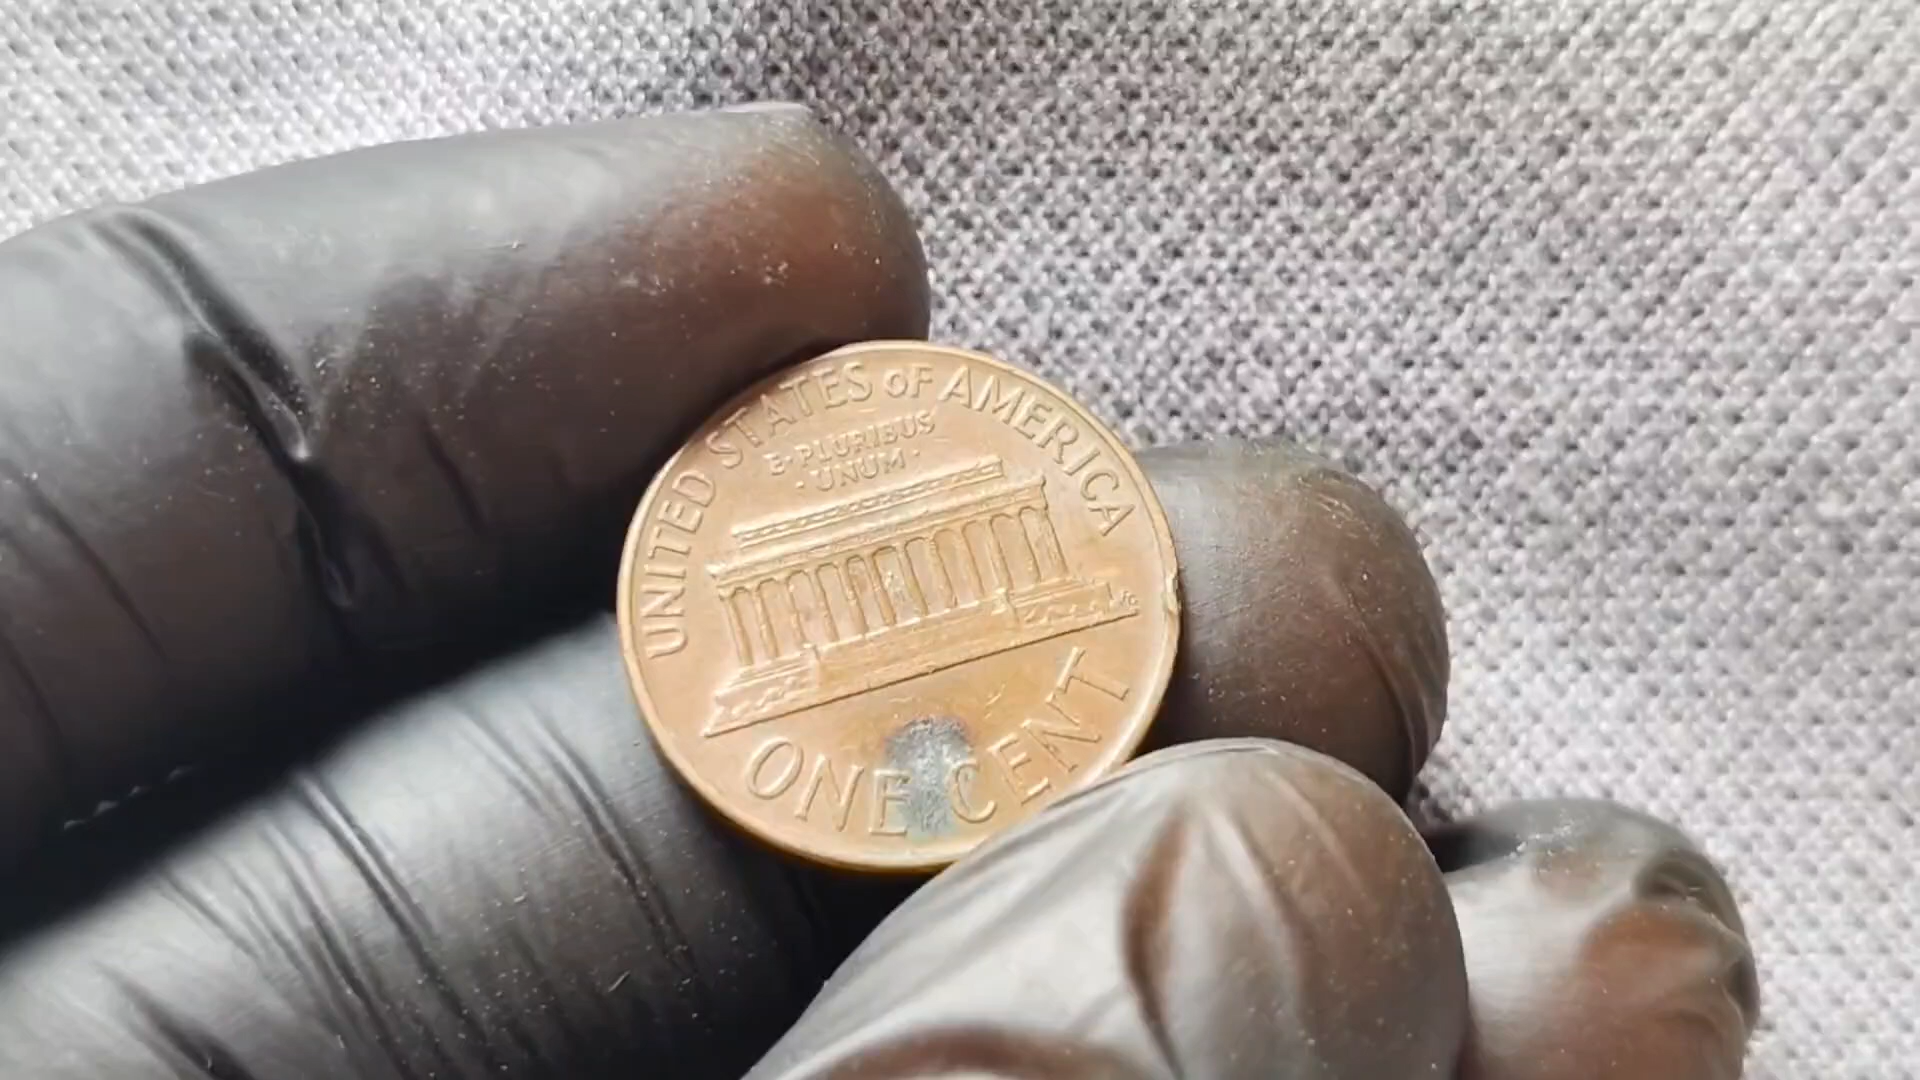 UNITED STATES OF AMERICA
E·PLURIBUS
·UNUM·
ONE CENT